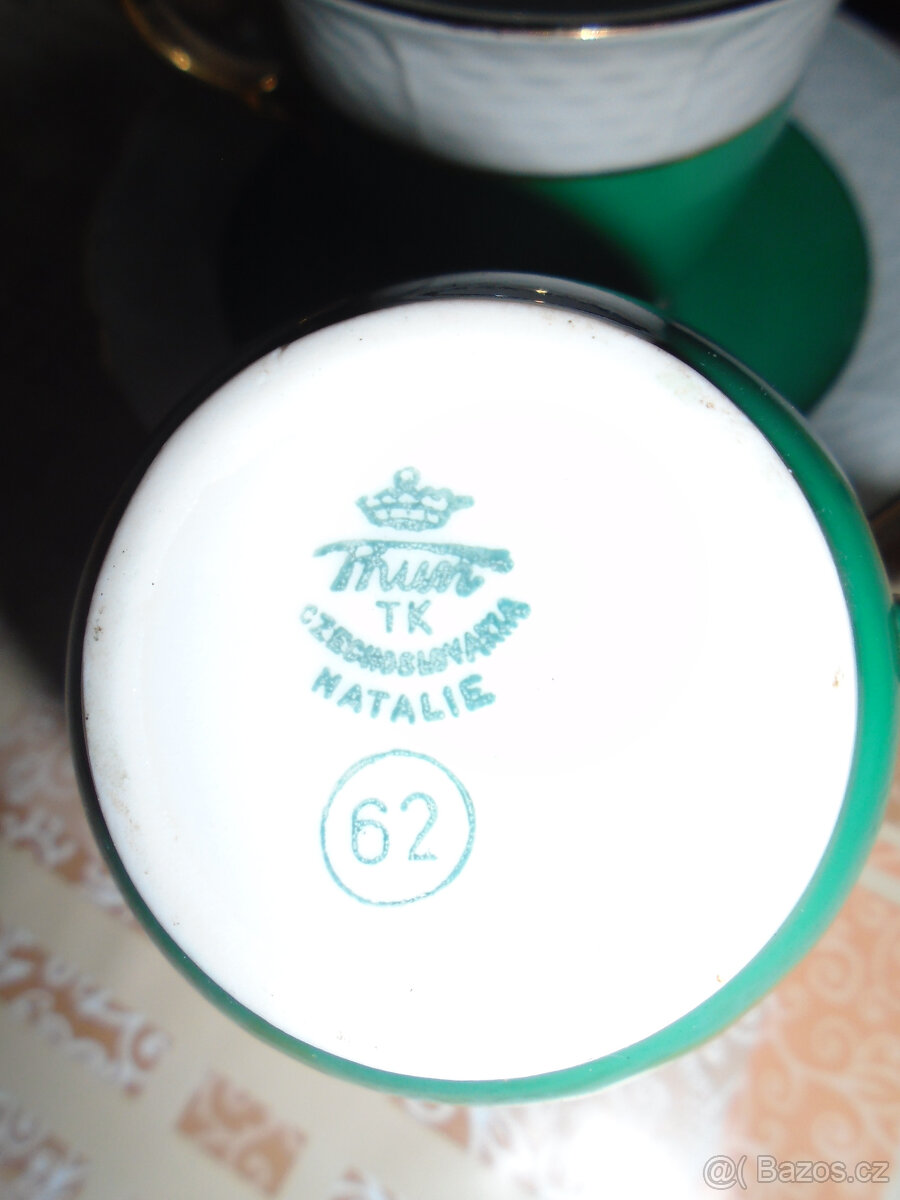 Thun
TK
CZECHOSLOVAKIA
NATALIE
62
@( Bazos.cz